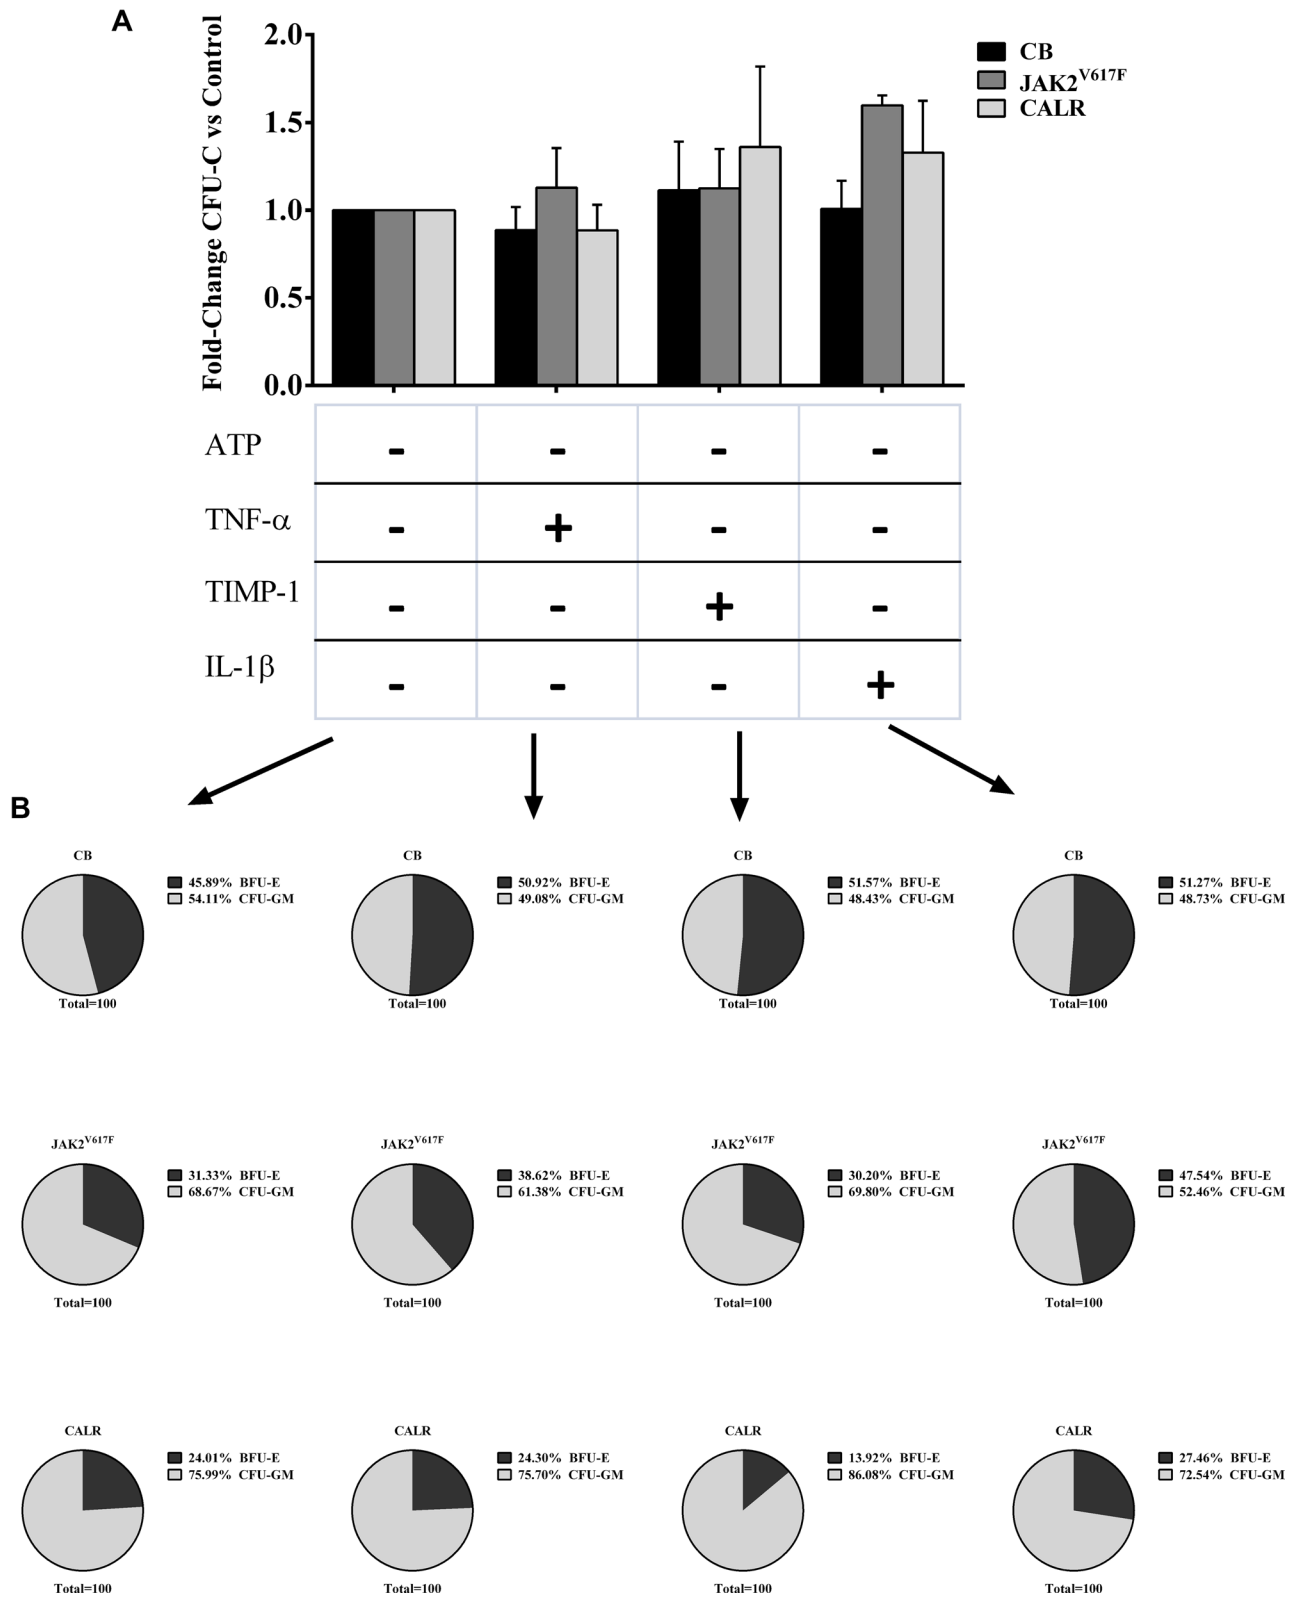 A
Fold-Change CFU-C vs Control
2.0
1.5
1.0
0.5
0.0
CB
JAK2V617F
CALR
ATP - - - -
TNF-α - + - -
TIMP-1 - - + -
IL-1β - - - +
B
CB CB CB CB
45.89% BFU-E 50.92% BFU-E 51.57% BFU-E 51.27% BFU-E
54.11% CFU-GM 49.08% CFU-GM 48.43% CFU-GM 48.73% CFU-GM
Total=100 Total=100 Total=100 Total=100
JAK2V617F JAK2V617F JAK2V617F JAK2V617F
31.33% BFU-E 38.62% BFU-E 30.20% BFU-E 47.54% BFU-E
68.67% CFU-GM 61.38% CFU-GM 69.80% CFU-GM 52.46% CFU-GM
Total=100 Total=100 Total=100 Total=100
CALR CALR CALR CALR
24.01% BFU-E 24.30% BFU-E 13.92% BFU-E 27.46% BFU-E
75.99% CFU-GM 75.70% CFU-GM 86.08% CFU-GM 72.54% CFU-GM
Total=100 Total=100 Total=100 Total=100